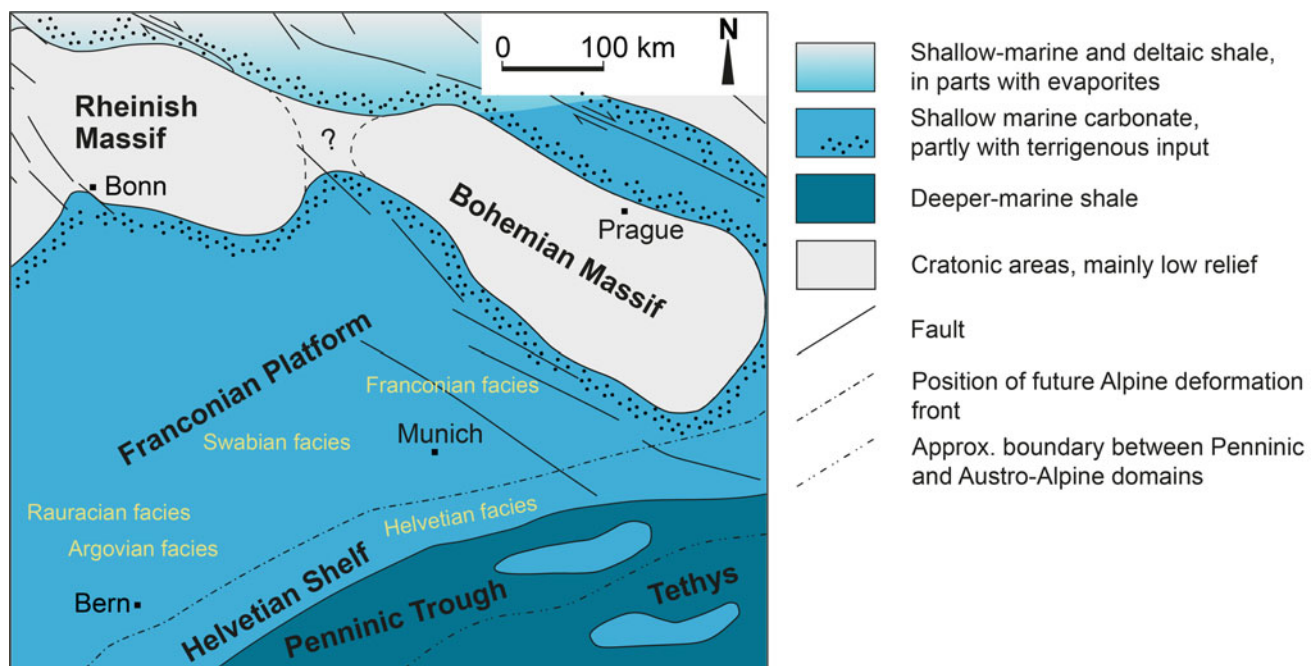 0 100 km
N
Rheinish
Massif
?
Bonn
Bohemian Massif
Prague
Franconian Platform
Franconian facies
Swabian facies
Munich
Rauracian facies
Argovian facies
Helvetian facies
Bern
Helvetian Shelf
Penninic Trough
Tethys
Shallow-marine and deltaic shale,
in parts with evaporites
Shallow marine carbonate,
partly with terrigenous input
Deeper-marine shale
Cratonic areas, mainly low relief
Fault
Position of future Alpine deformation
front
Approx. boundary between Penninic
and Austro-Alpine domains